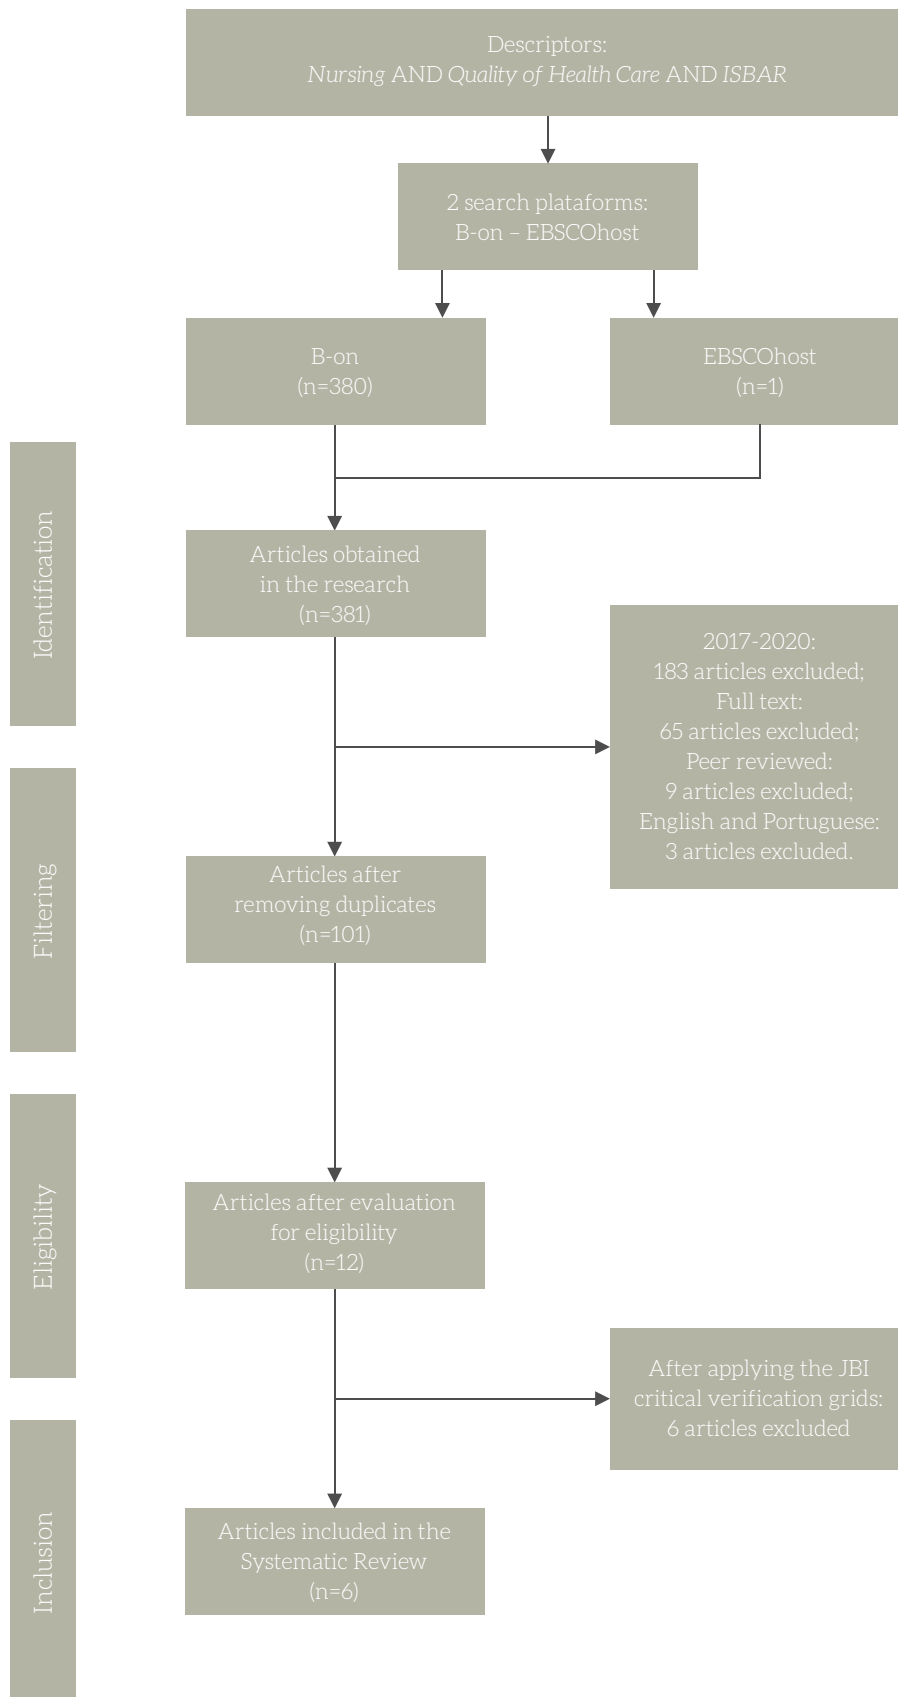 Descriptors:
Nursing AND Quality of Health Care AND ISBAR
2 search plataforms:
B-on – EBSCOhost
B-on
(n=380)
EBSCOhost
(n=1)
Identification
Articles obtained
in the research
(n=381)
2017-2020:
183 articles excluded;
Full text:
65 articles excluded;
Peer reviewed:
9 articles excluded;
English and Portuguese:
3 articles excluded.
Filtering
Articles after
removing duplicates
(n=101)
Eligibility
Articles after evaluation
for eligibility
(n=12)
After applying the JBI
critical verification grids:
6 articles excluded
Inclusion
Articles included in the
Systematic Review
(n=6)